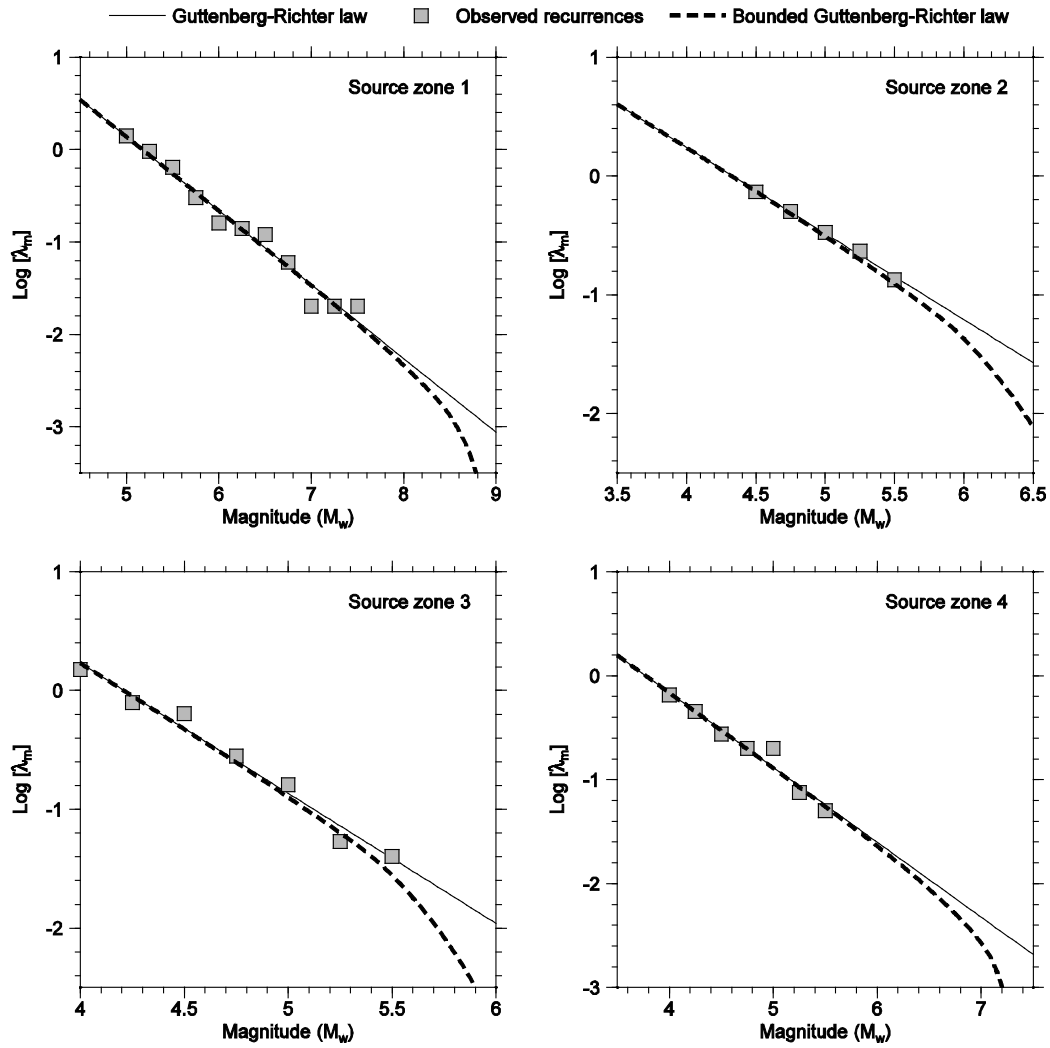 Guttenberg-Richter law Observed recurrences Bounded Guttenberg-Richter law
Source zone 1
1
0
-1
-2
-3
Log [λm]
5 6 7 8 9
Magnitude (Mw)
Source zone 2
1
0
-1
-2
Log [λm]
3.5 4 4.5 5 5.5 6 6.5
Magnitude (Mw)
Source zone 3
1
0
-1
-2
Log [λm]
4 4.5 5 5.5 6
Magnitude (Mw)
Source zone 4
1
0
-1
-2
-3
Log [λm]
4 5 6 7
Magnitude (Mw)